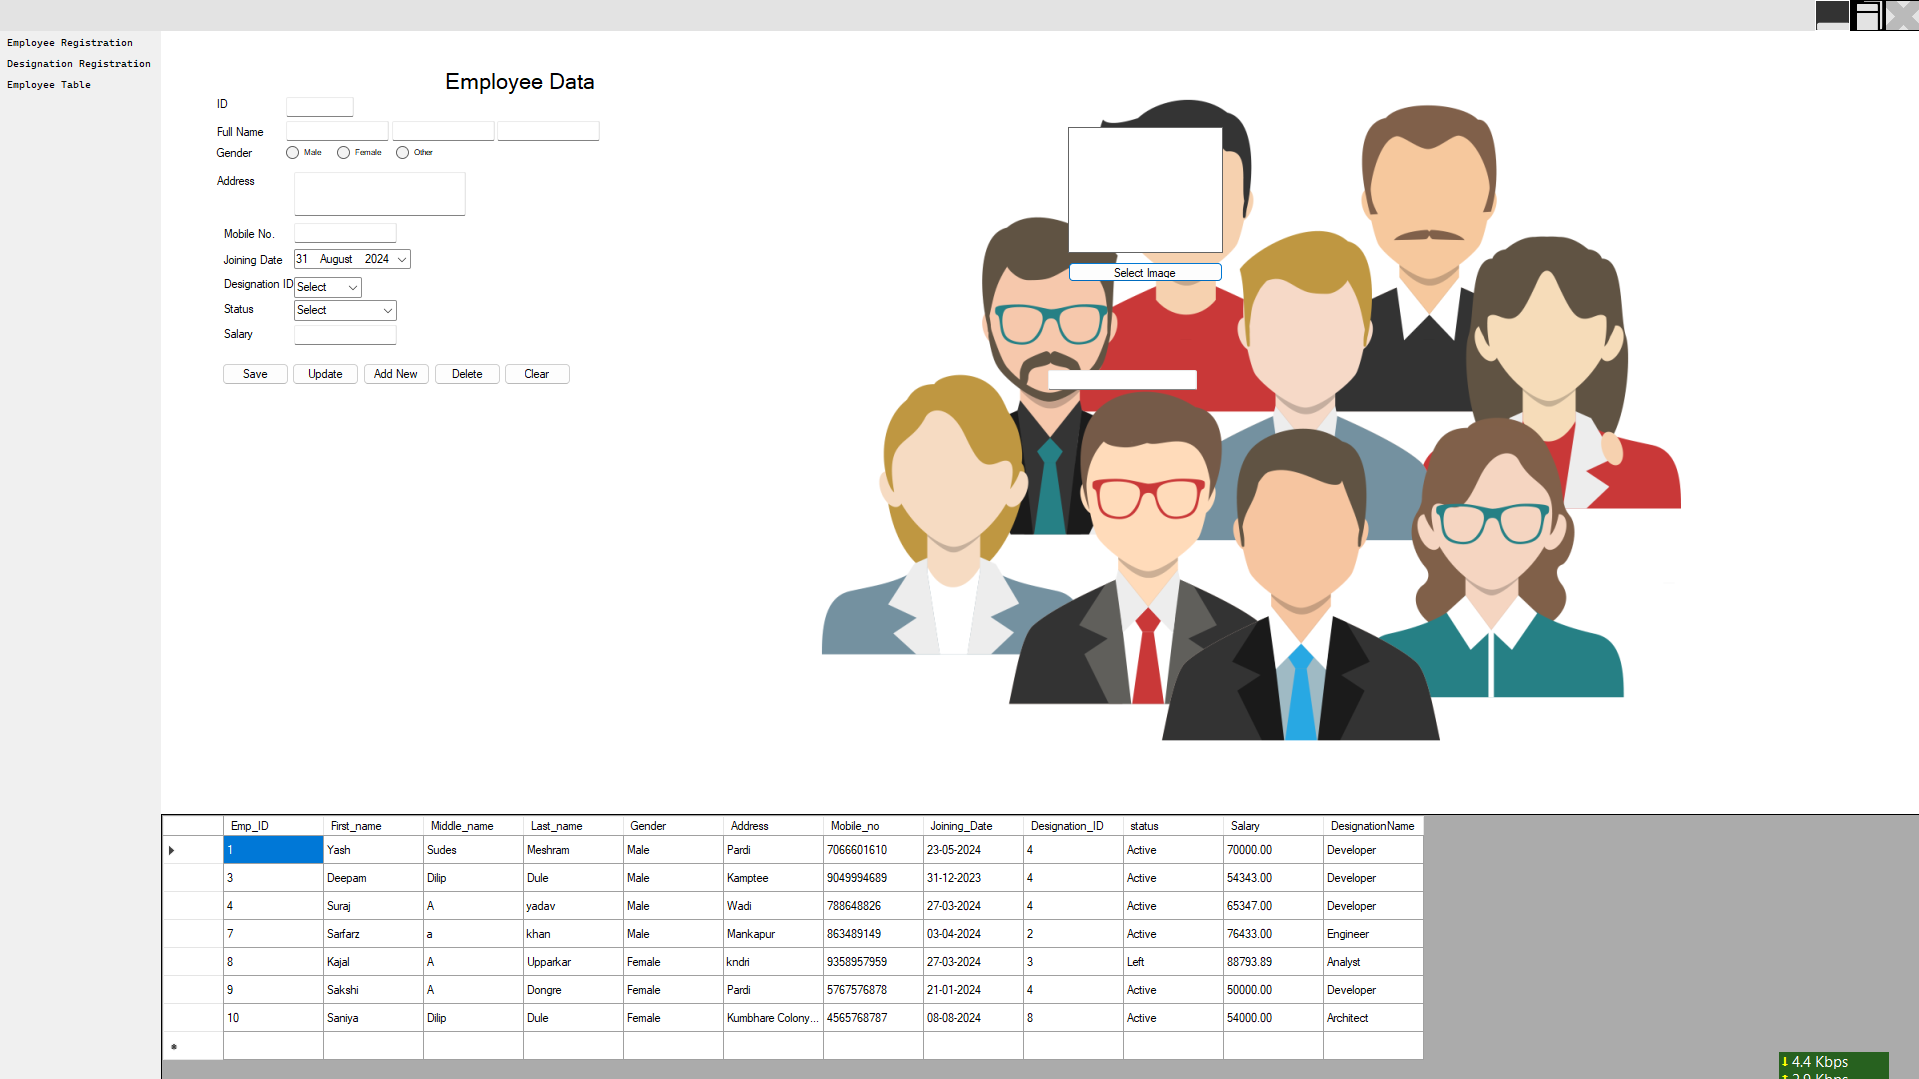 Employee Registration
Designation Registration
Employee Table
Employee Data
ID
Full Name
Gender Male Female Other
Address
Mobile No.
Joining Date 31 August 2024
Designation ID Select
Status Select
Salary
Save Update Add New Delete Clear
Select Image
Emp_ID First_name Middle_name Last_name Gender Address Mobile_no Joining_Date Designation_ID status Salary DesignationName
1 Yash Sudes Meshram Male Pardi 7066601610 23-05-2024 4 Active 70000.00 Developer
3 Deepam Dilip Dule Male Kamptee 9049994689 31-12-2023 4 Active 54343.00 Developer
4 Suraj A yadav Male Wadi 788648826 27-03-2024 4 Active 65347.00 Developer
7 Sarfarz a khan Male Mankapur 863489149 03-04-2024 2 Active 76433.00 Engineer
8 Kajal A Upparkar Female kndri 9358957959 27-03-2024 3 Left 88793.89 Analyst
9 Sakshi A Dongre Female Pardi 5767576878 21-01-2024 4 Active 50000.00 Developer
10 Saniya Dilip Dule Female Kumbhare Colony... 4565768787 08-08-2024 8 Active 54000.00 Architect
4.4 Kbps